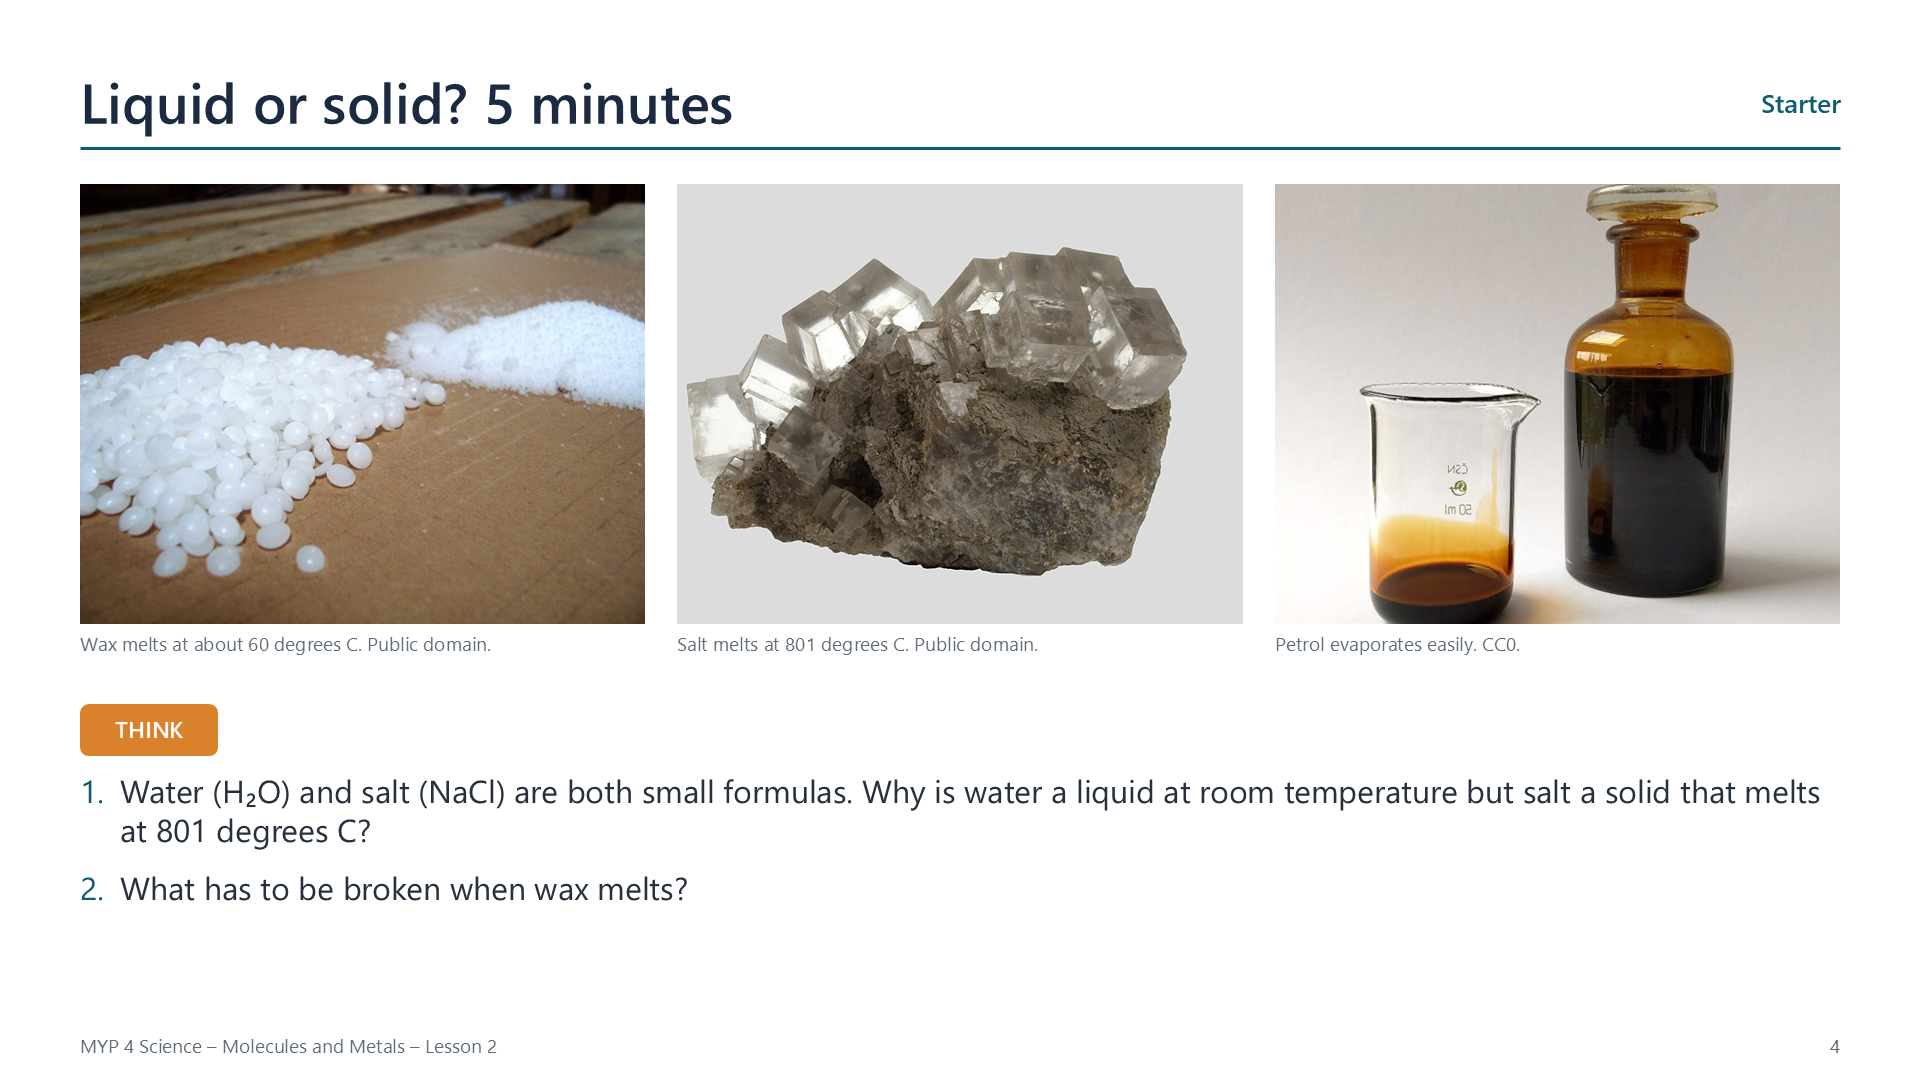 Liquid or solid? 5 minutes
Starter
ČSN
50 ml
Wax melts at about 60 degrees C. Public domain.
Salt melts at 801 degrees C. Public domain.
Petrol evaporates easily. CC0.
THINK
1. Water (H₂O) and salt (NaCl) are both small formulas. Why is water a liquid at room temperature but salt a solid that melts
at 801 degrees C?
2. What has to be broken when wax melts?
MYP 4 Science – Molecules and Metals – Lesson 2
4